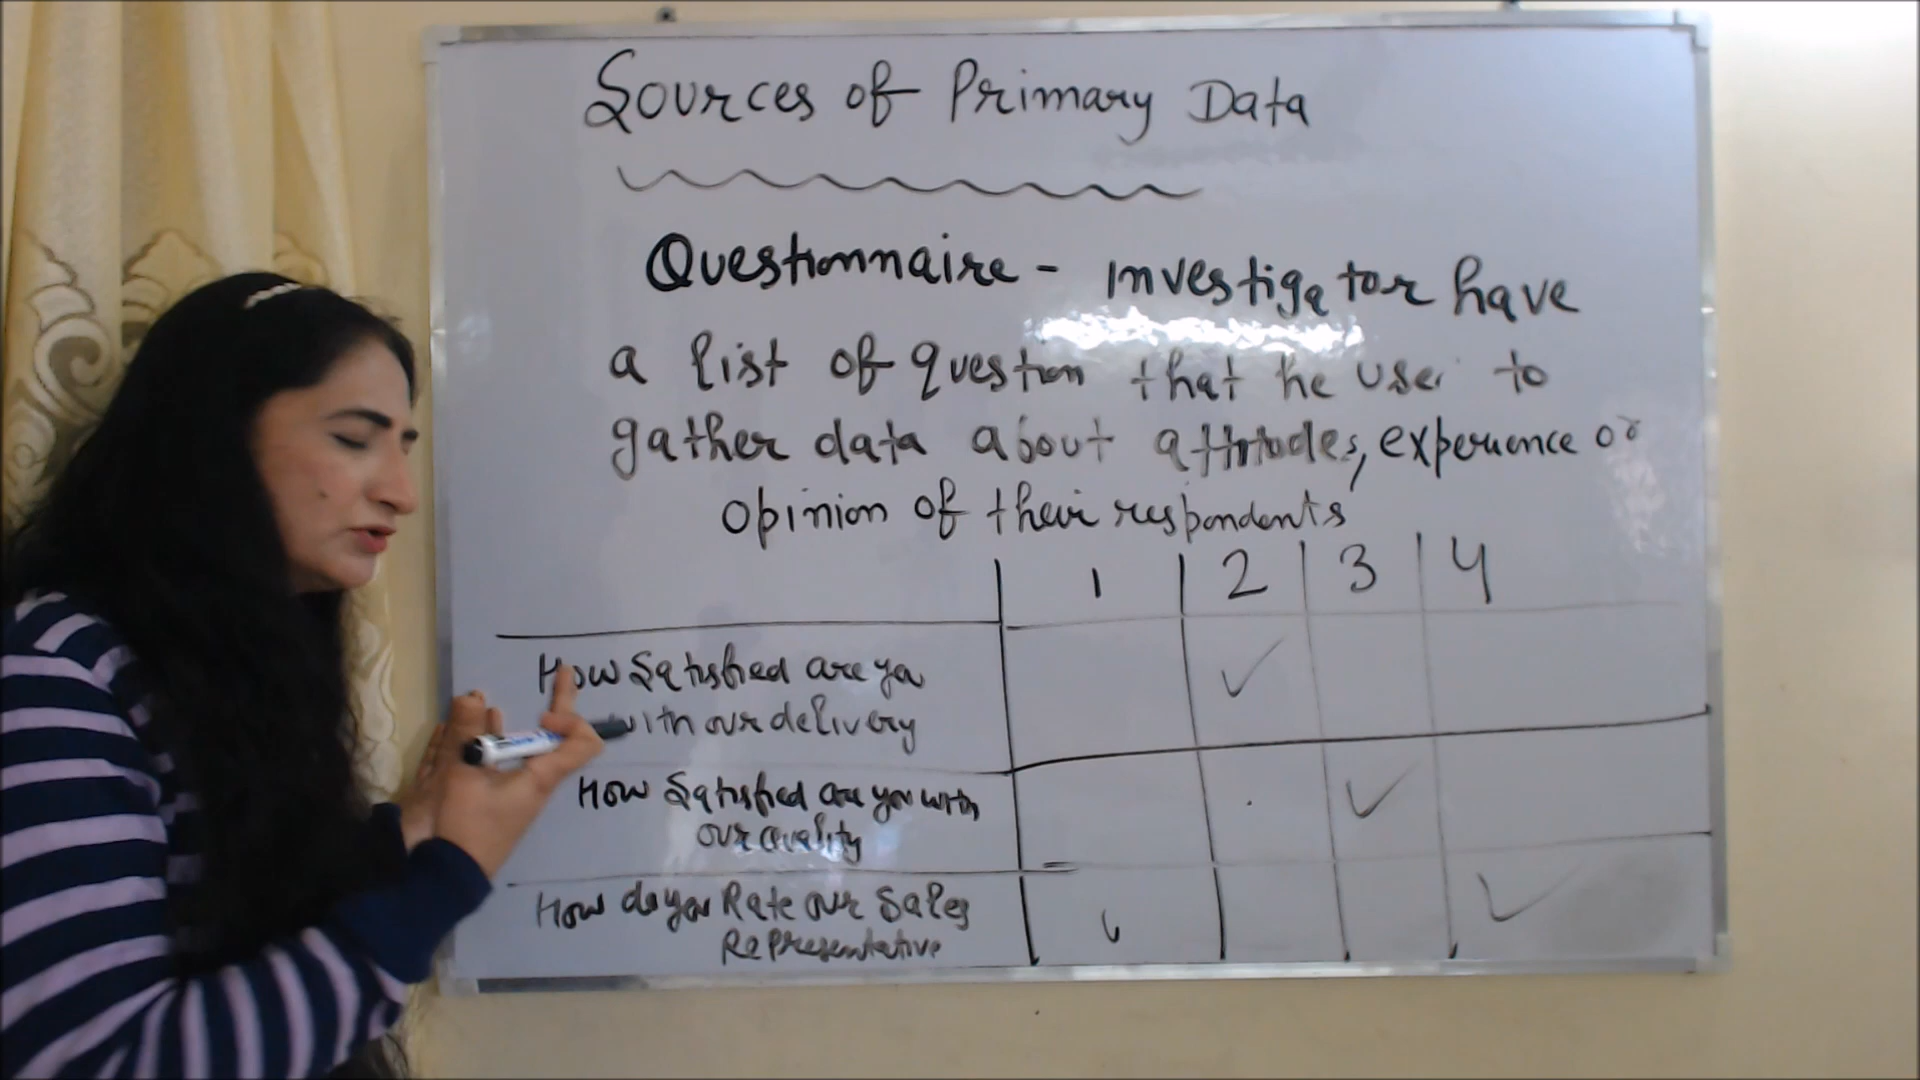 Sources of Primary Data
Questionnaire - investigator have
a list of question that he user to
gather data about attitudes, experience or
opinion of their respondents
1 2 3 4
How Satisfied are you ✓
with our delivery
How Satisfied are you with ✓
our quality
How do you Rate our Sales ✓
Representative